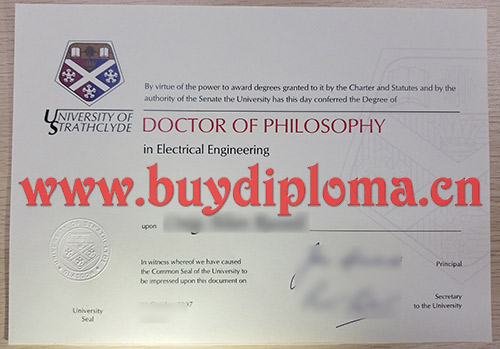 UNIVERSITY OF
STRATHCLYDE
By virtue of the power to award degrees granted to it by the Charter and Statutes and by the
authority of the Senate the University has this day conferred the Degree of
DOCTOR OF PHILOSOPHY
in Electrical Engineering
www.buydiploma.cn
upon
In witness whereof we have caused
the Common Seal of the University to
be impressed upon this document on
Principal
Secretary
to the University
University
Seal